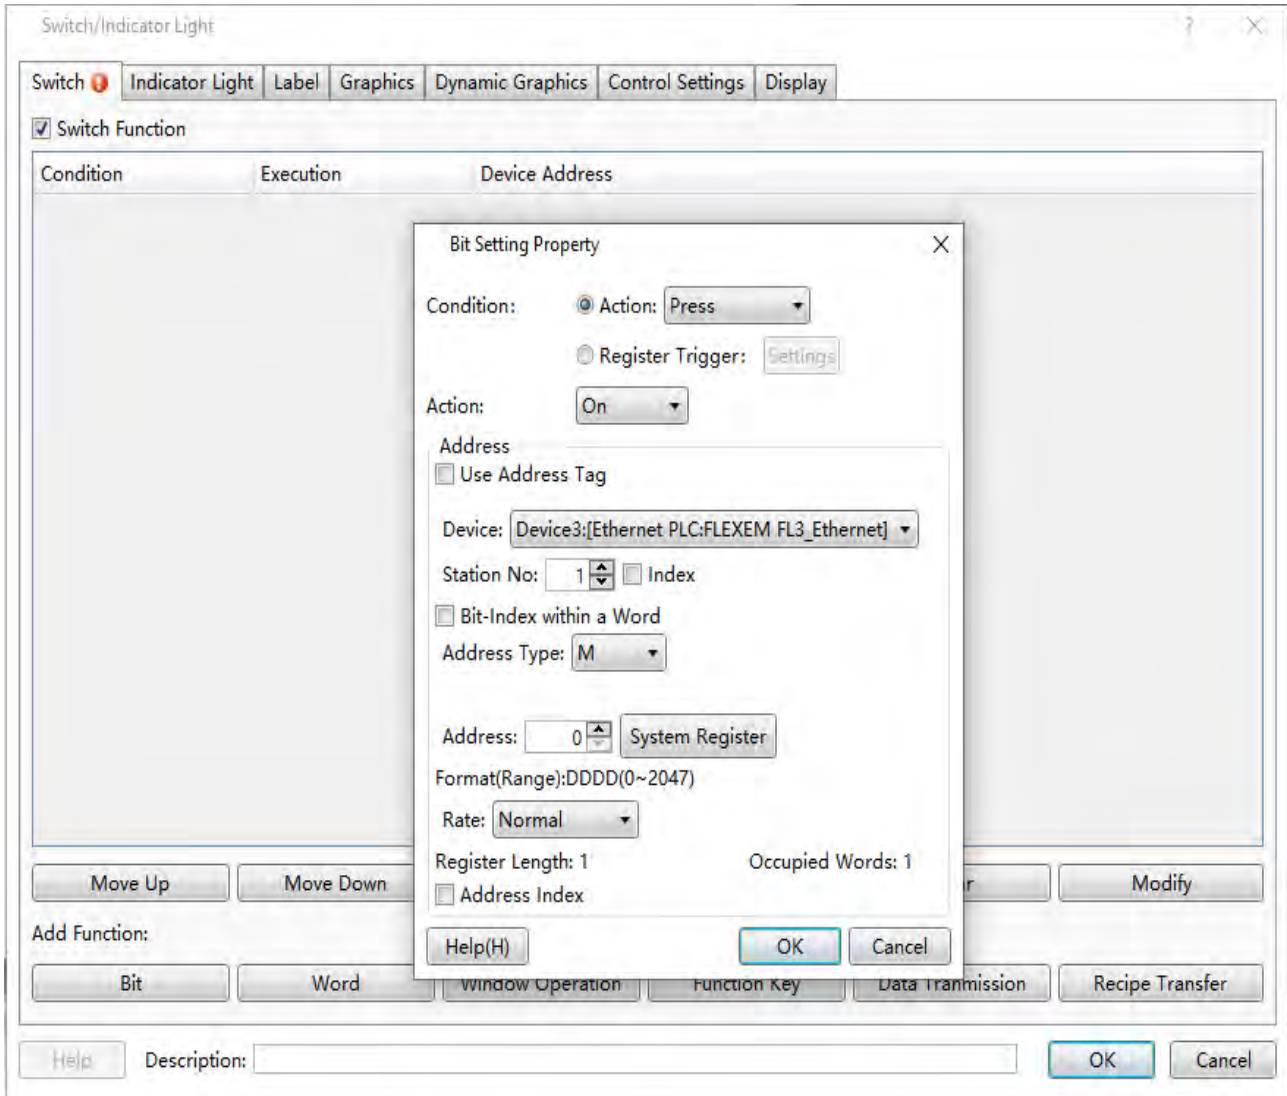 Switch/Indicator Light ?
Switch Indicator Light Label Graphics Dynamic Graphics Control Settings Display
Switch Function
Condition Execution Device Address
Bit Setting Property
Condition: Action: Press
Register Trigger: Settings
Action: On
Address
Use Address Tag
Device: Device3:[Ethernet PLC:FLEXEM FL3_Ethernet]
Station No: 1 Index
Bit-Index within a Word
Address Type: M
Address: 0 System Register
Format(Range):DDDD(0~2047)
Rate: Normal
Register Length: 1 Occupied Words: 1
Address Index
Help(H) OK Cancel
Move Up Move Down r Modify
Add Function:
Bit Word Window Operation Function Key Data Tranmission Recipe Transfer
Help Description: OK Cancel